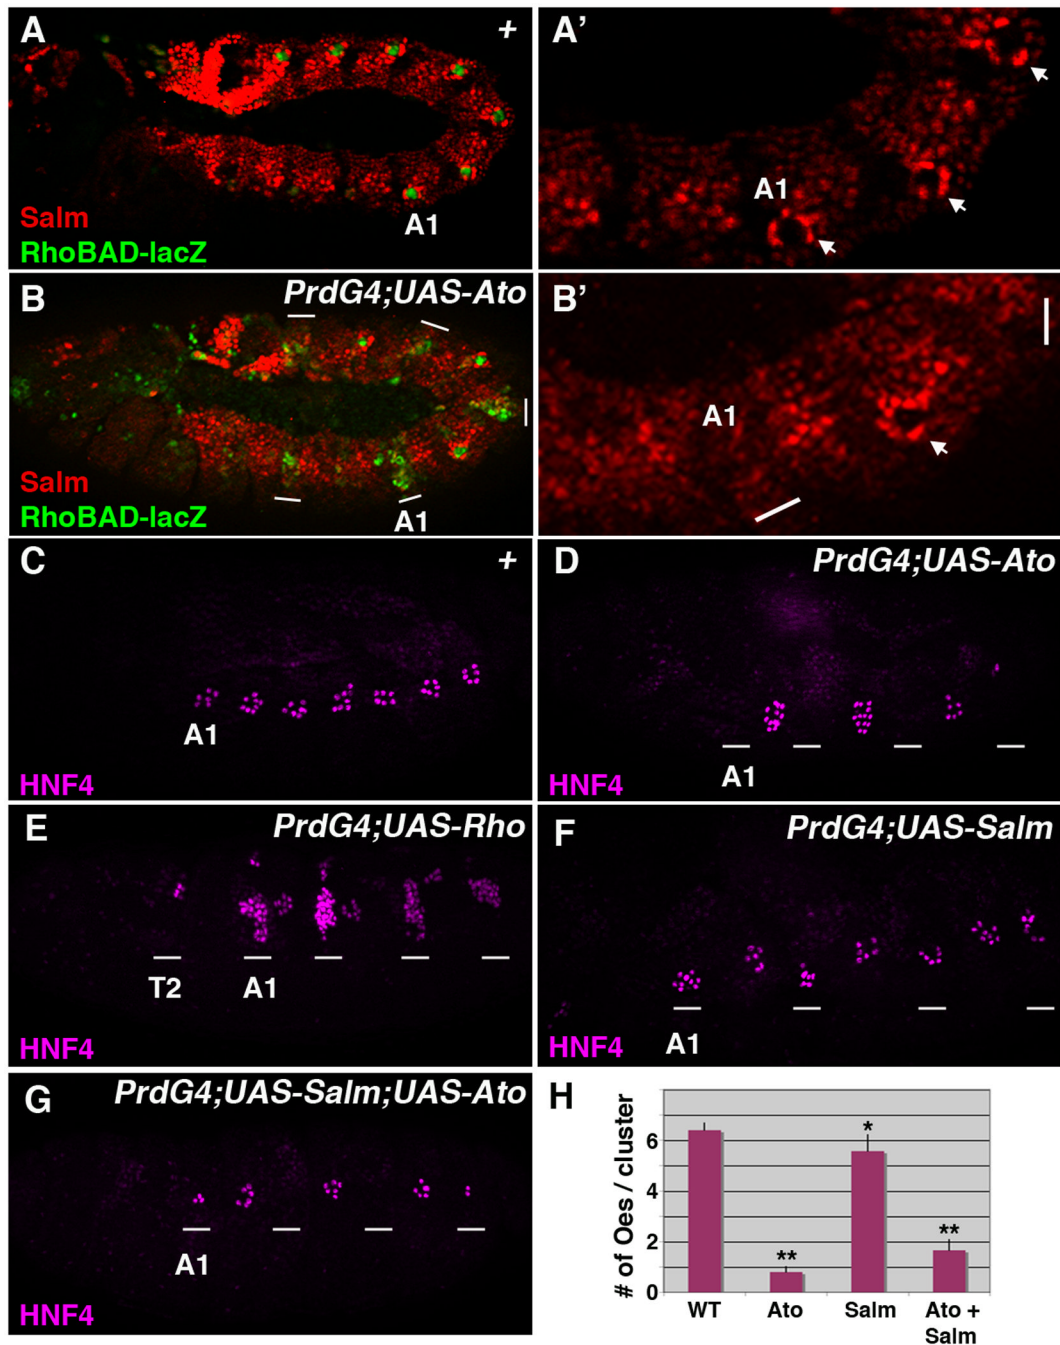 A
+
Salm
RhoBAD-lacZ
A1
A’
A1
B
PrdG4;UAS-Ato
Salm
RhoBAD-lacZ
A1
B’
A1
C
+
A1
HNF4
D
PrdG4;UAS-Ato
A1
HNF4
E
PrdG4;UAS-Rho
T2
A1
HNF4
F
PrdG4;UAS-Salm
A1
HNF4
G
PrdG4;UAS-Salm;UAS-Ato
A1
HNF4
H
# of Oes / cluster
6
4
2
0
**
*
**
WT
Ato
Salm
Ato +
Salm